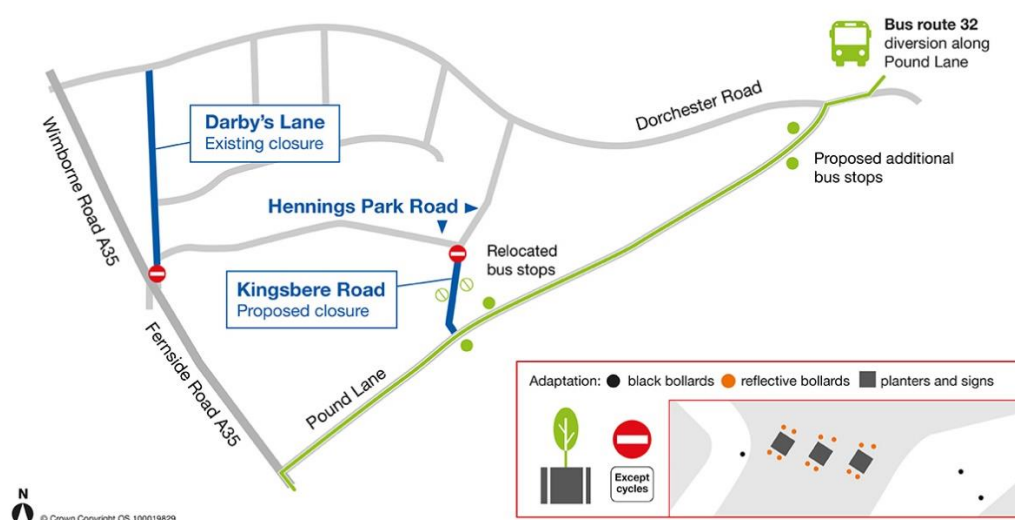 Bus route 32
diversion along
Pound Lane
Dorchester Road
Darby's Lane
Existing closure
Wimborne Road A35
Proposed additional
bus stops
Hennings Park Road
Relocated
bus stops
Kingsbere Road
Proposed closure
Fernside Road A35
Pound Lane
Adaptation: black bollards reflective bollards planters and signs
Except
cycles
N
© Crown Copyright OS 100019829